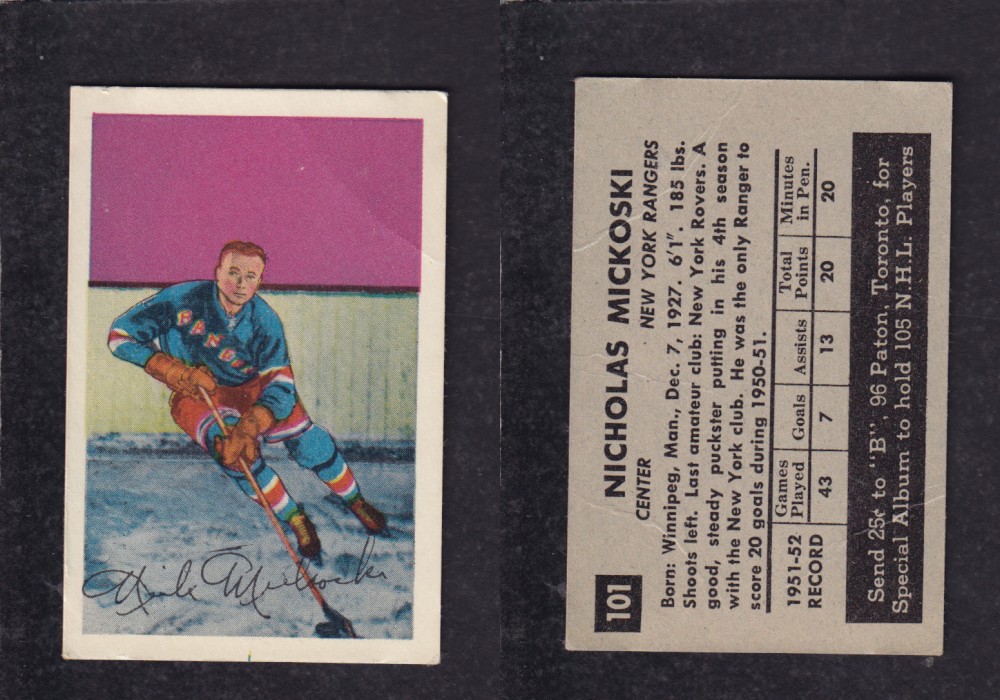 RANGE
Nick Mickoski
101
NICHOLAS MICKOSKI
CENTER NEW YORK RANGERS
Born: Winnipeg, Man., Dec. 7, 1927. 6'1". 185 lbs.
Shoots left. Last amateur club: New York Rovers. A
good, steady puckster putting in his 4th season
with the New York club. He was the only Ranger to
score 20 goals during 1950-51.
1951-52 RECORD
Games Played Goals Assists Total Points Minutes in Pen.
43 7 13 20 20
Send 25¢ to "B", 96 Paton, Toronto, for
Special Album to hold 105 N.H.L. Players